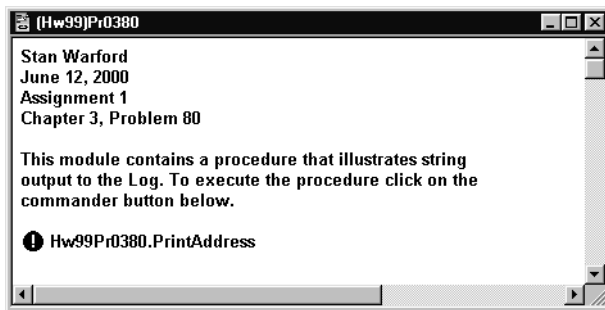 (Hw99)Pr0380
Stan Warford
June 12, 2000
Assignment 1
Chapter 3, Problem 80
This module contains a procedure that illustrates string
output to the Log. To execute the procedure click on the
commander button below.
! Hw99Pr0380.PrintAddress